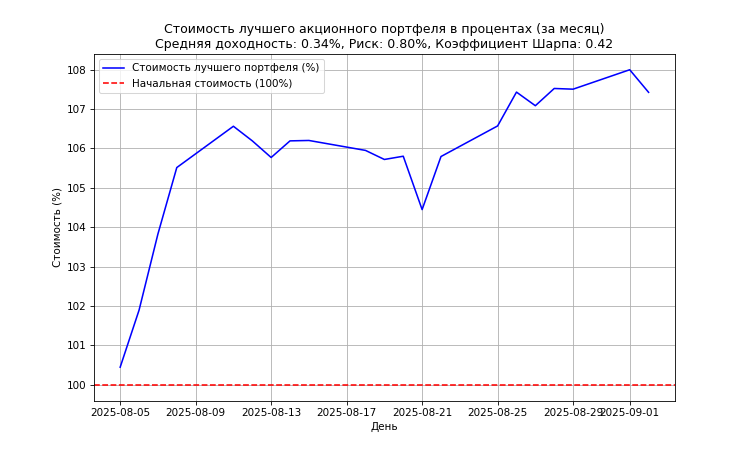 Стоимость лучшего акционного портфеля в процентах (за месяц)
Средняя доходность: 0.34%, Риск: 0.80%, Коэффициент Шарпа: 0.42
Стоимость лучшего портфеля (%)
Начальная стоимость (100%)
Стоимость (%)
108
107
106
105
104
103
102
101
100
2025-08-05 2025-08-09 2025-08-13 2025-08-17 2025-08-21 2025-08-25 2025-08-29 2025-09-01
День